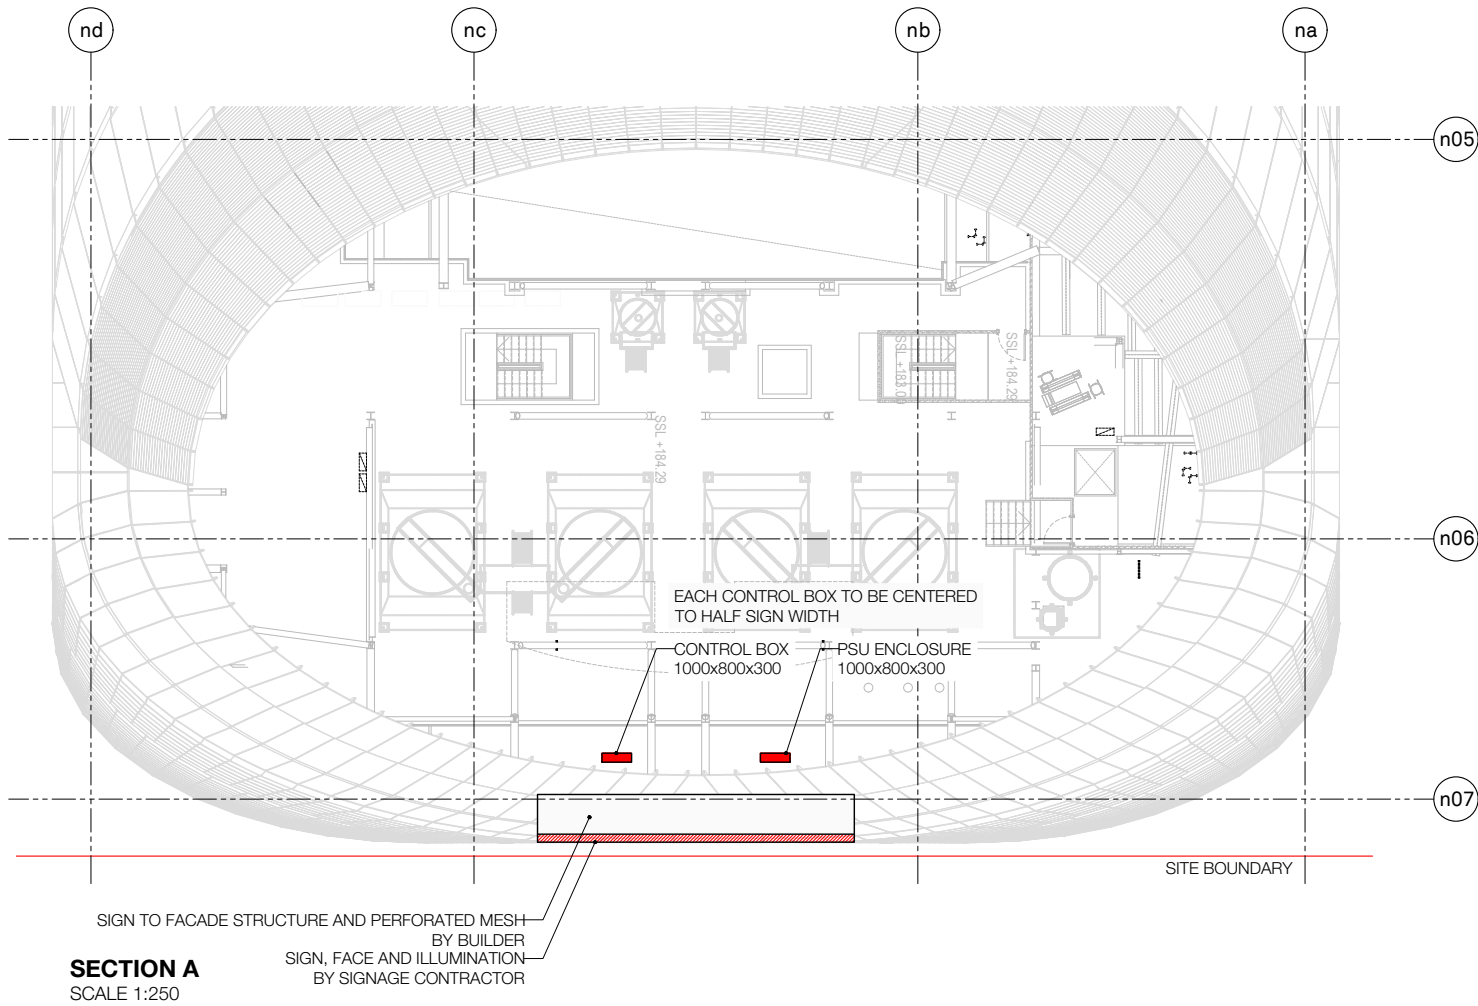 nd
nc
nb
na
n05
SSL +183.00
SSL +184.29
SSL +184.29
n06
EACH CONTROL BOX TO BE CENTERED
TO HALF SIGN WIDTH
CONTROL BOX
1000x800x300
PSU ENCLOSURE
1000x800x300
n07
SITE BOUNDARY
SIGN TO FACADE STRUCTURE AND PERFORATED MESH
BY BUILDER
SIGN, FACE AND ILLUMINATION
BY SIGNAGE CONTRACTOR
SECTION A
SCALE 1:250